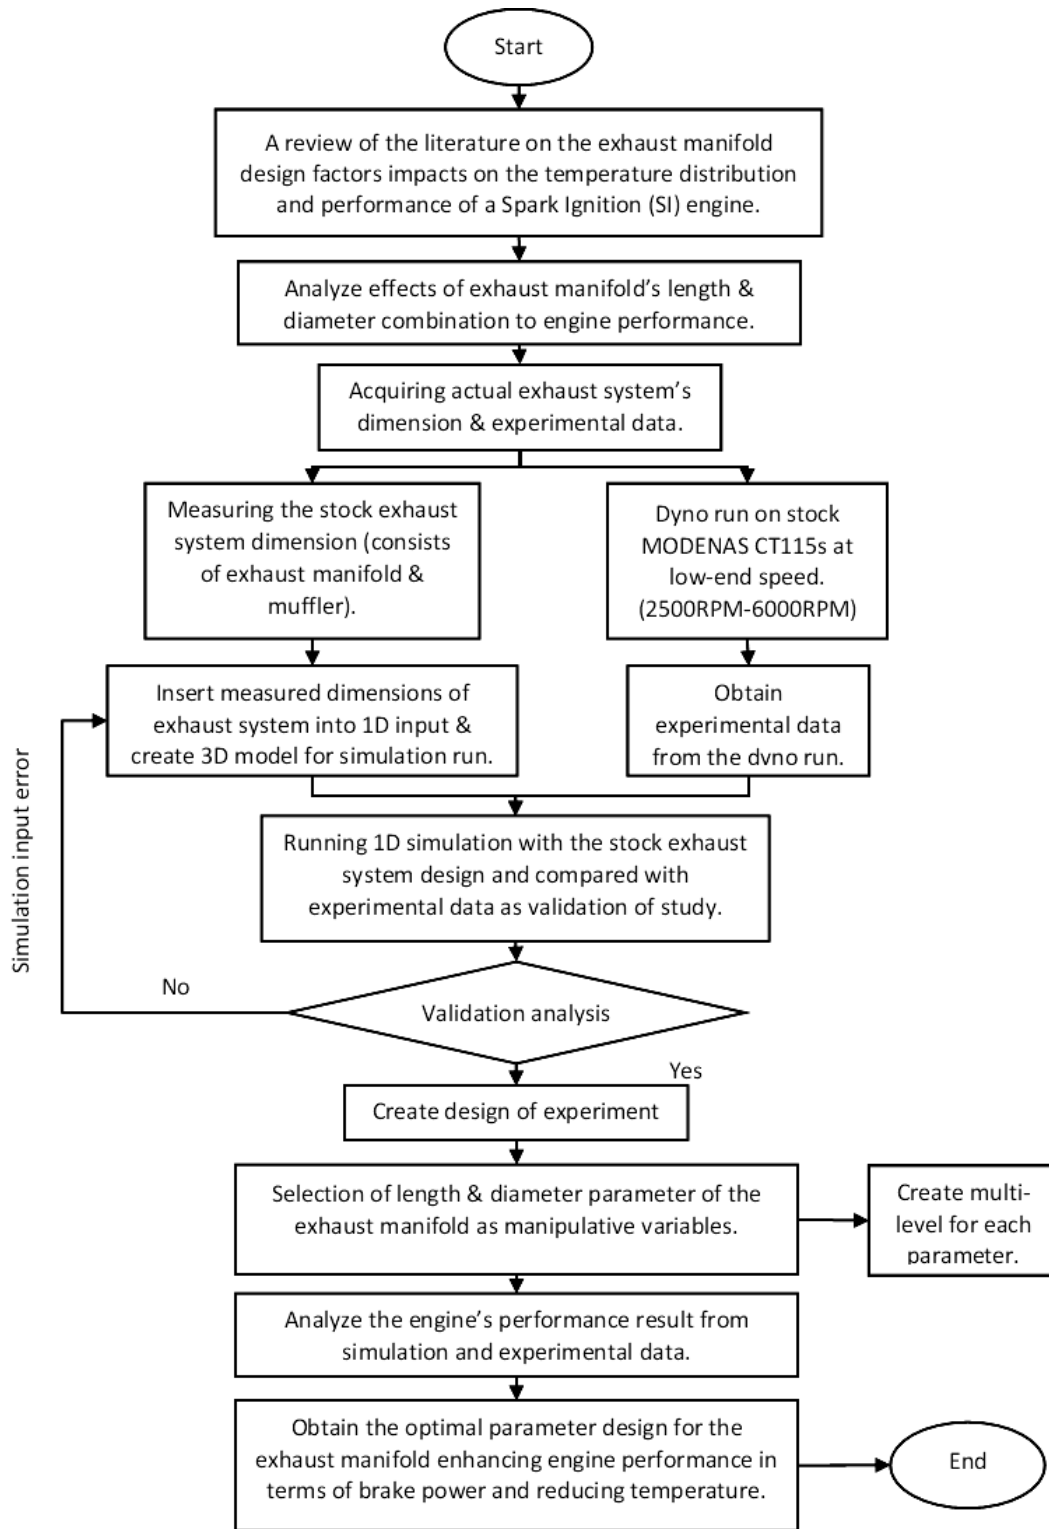 Start
A review of the literature on the exhaust manifold
design factors impacts on the temperature distribution
and performance of a Spark Ignition (SI) engine.
Analyze effects of exhaust manifold's length &
diameter combination to engine performance.
Acquiring actual exhaust system's
dimension & experimental data.
Measuring the stock exhaust
system dimension (consists
of exhaust manifold &
muffler).
Dyno run on stock
MODENAS CT115s at
low-end speed.
(2500RPM-6000RPM)
Insert measured dimensions of
exhaust system into 1D input &
create 3D model for simulation run.
Obtain
experimental data
from the dyno run.
Simulation input error
Running 1D simulation with the stock exhaust
system design and compared with
experimental data as validation of study.
No
Validation analysis
Yes
Create design of experiment
Selection of length & diameter parameter of the
exhaust manifold as manipulative variables.
Create multi-
level for each
parameter.
Analyze the engine's performance result from
simulation and experimental data.
Obtain the optimal parameter design for the
exhaust manifold enhancing engine performance in
terms of brake power and reducing temperature.
End